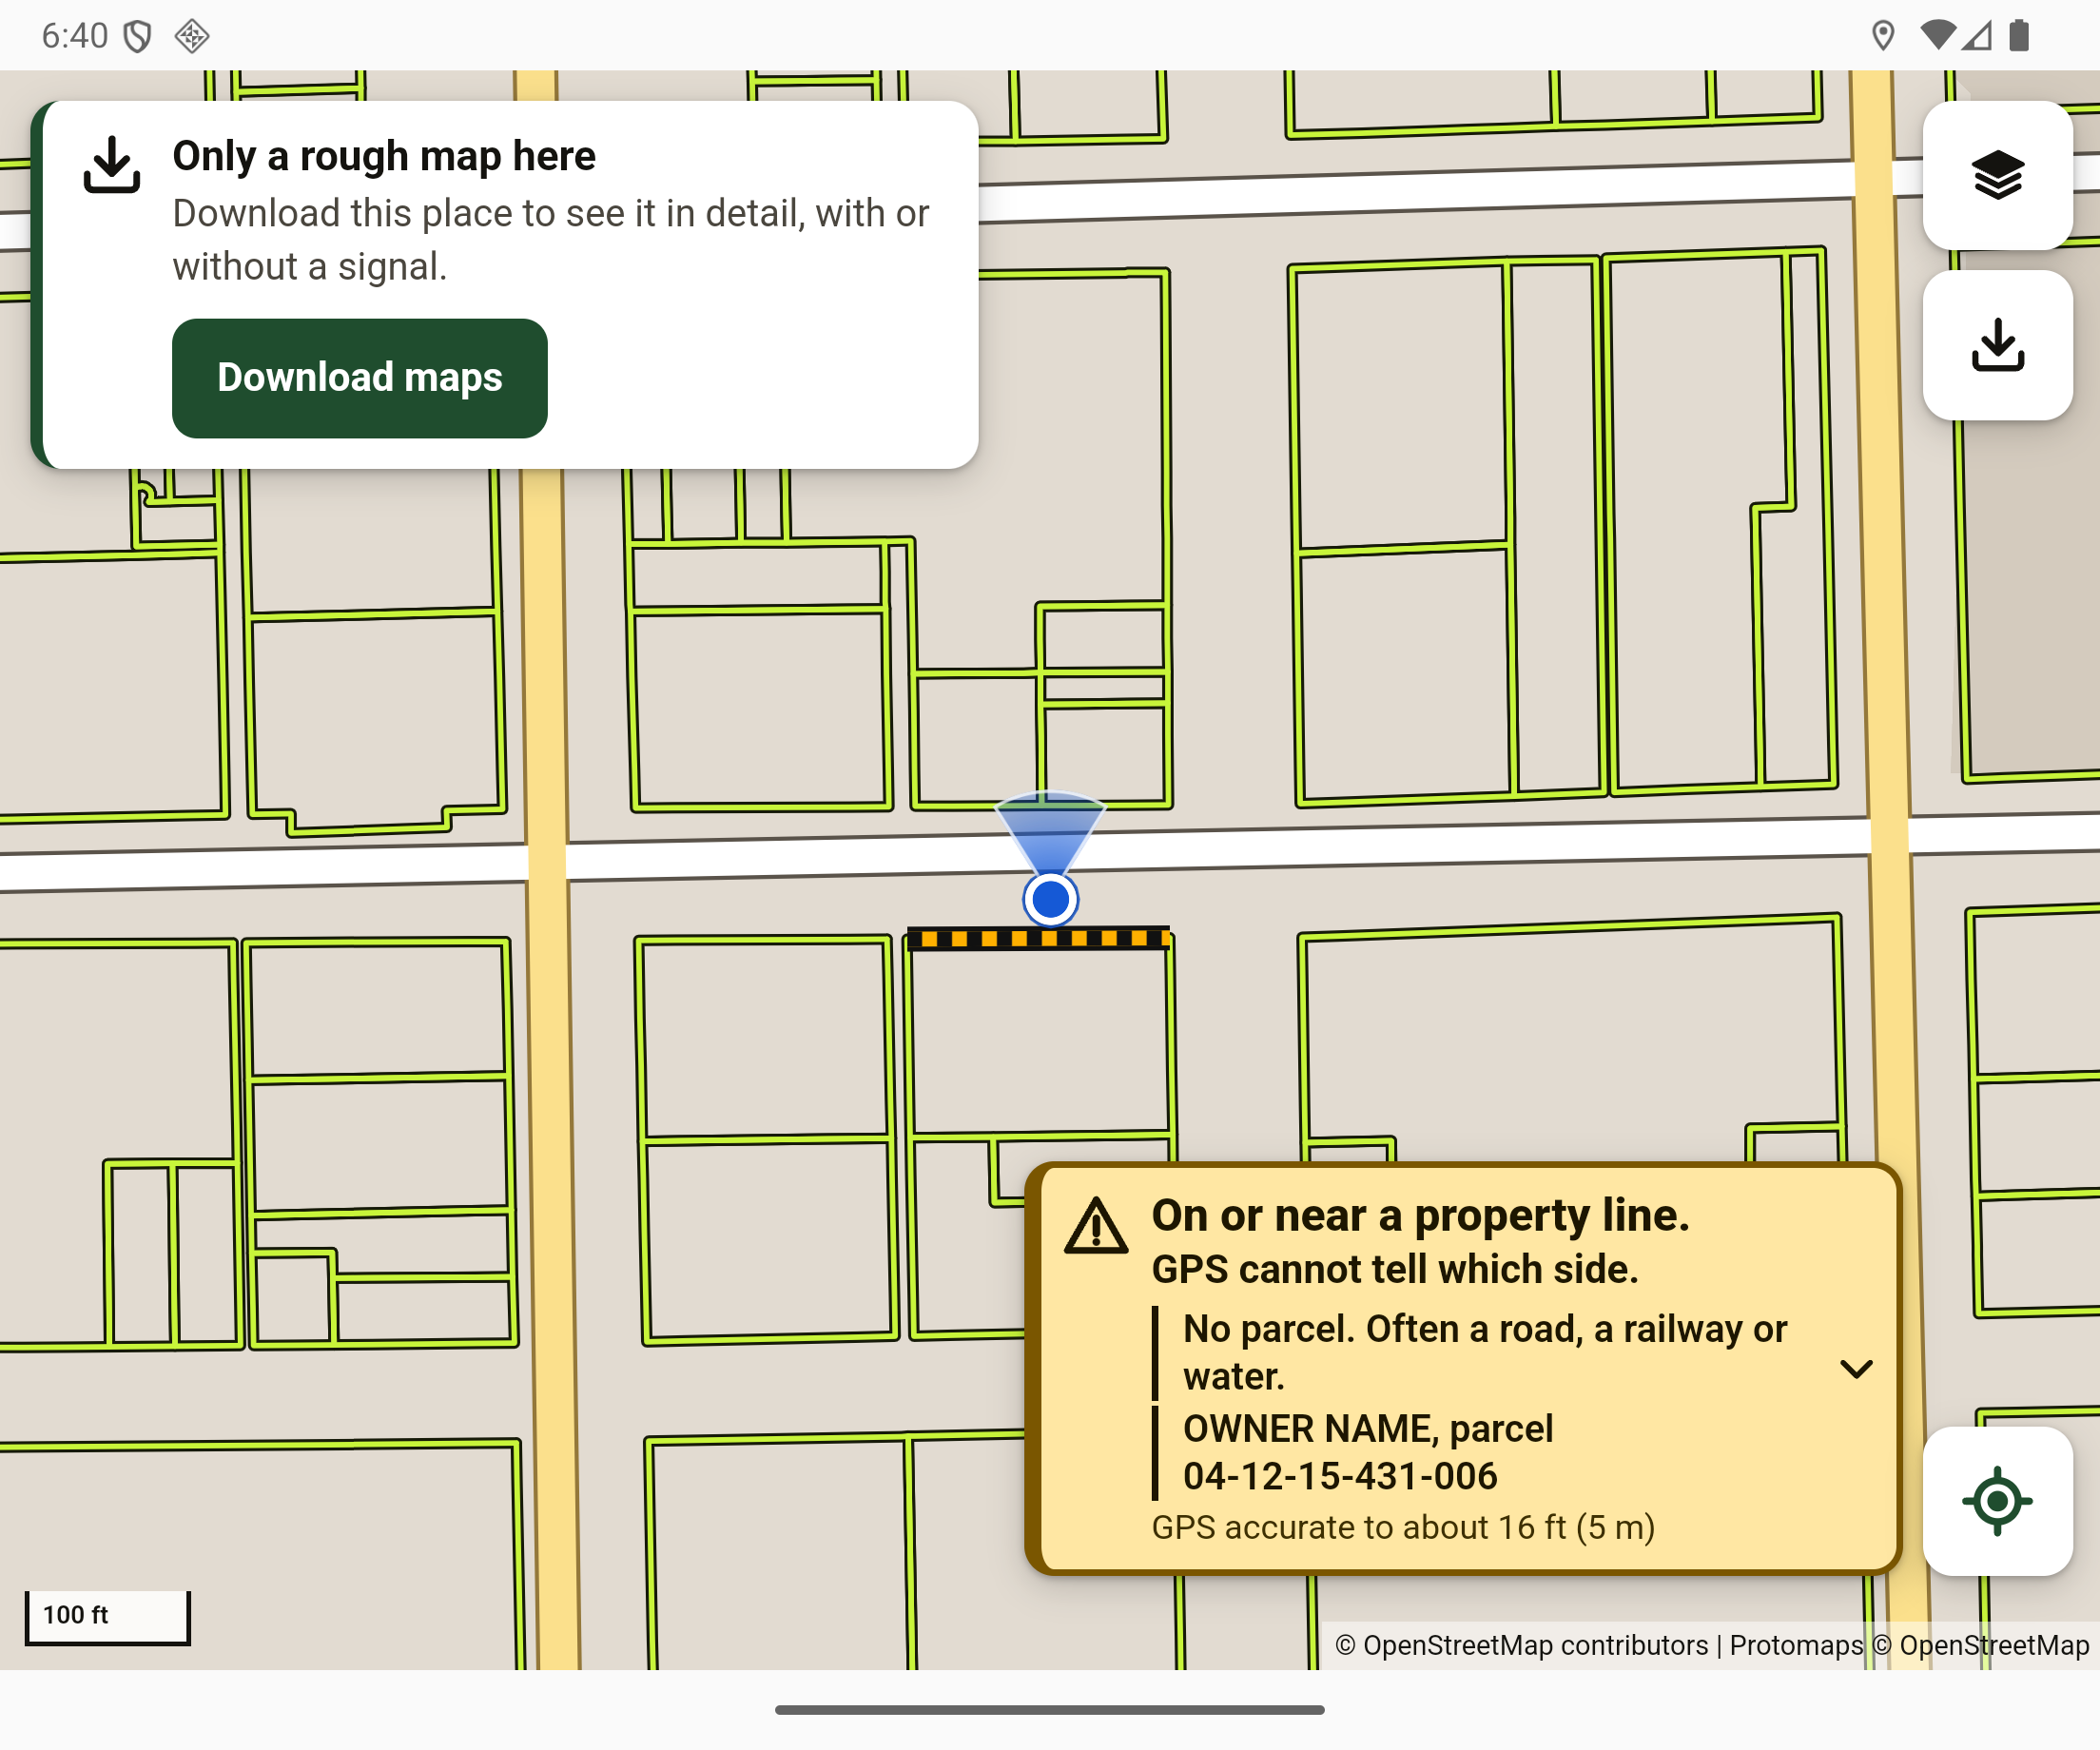 6:40
Only a rough map here
Download this place to see it in detail, with or
without a signal.
Download maps
On or near a property line.
GPS cannot tell which side.
No parcel. Often a road, a railway or
water.
OWNER NAME, parcel
04-12-15-431-006
GPS accurate to about 16 ft (5 m)
100 ft
© OpenStreetMap contributors | Protomaps © OpenStreetMap